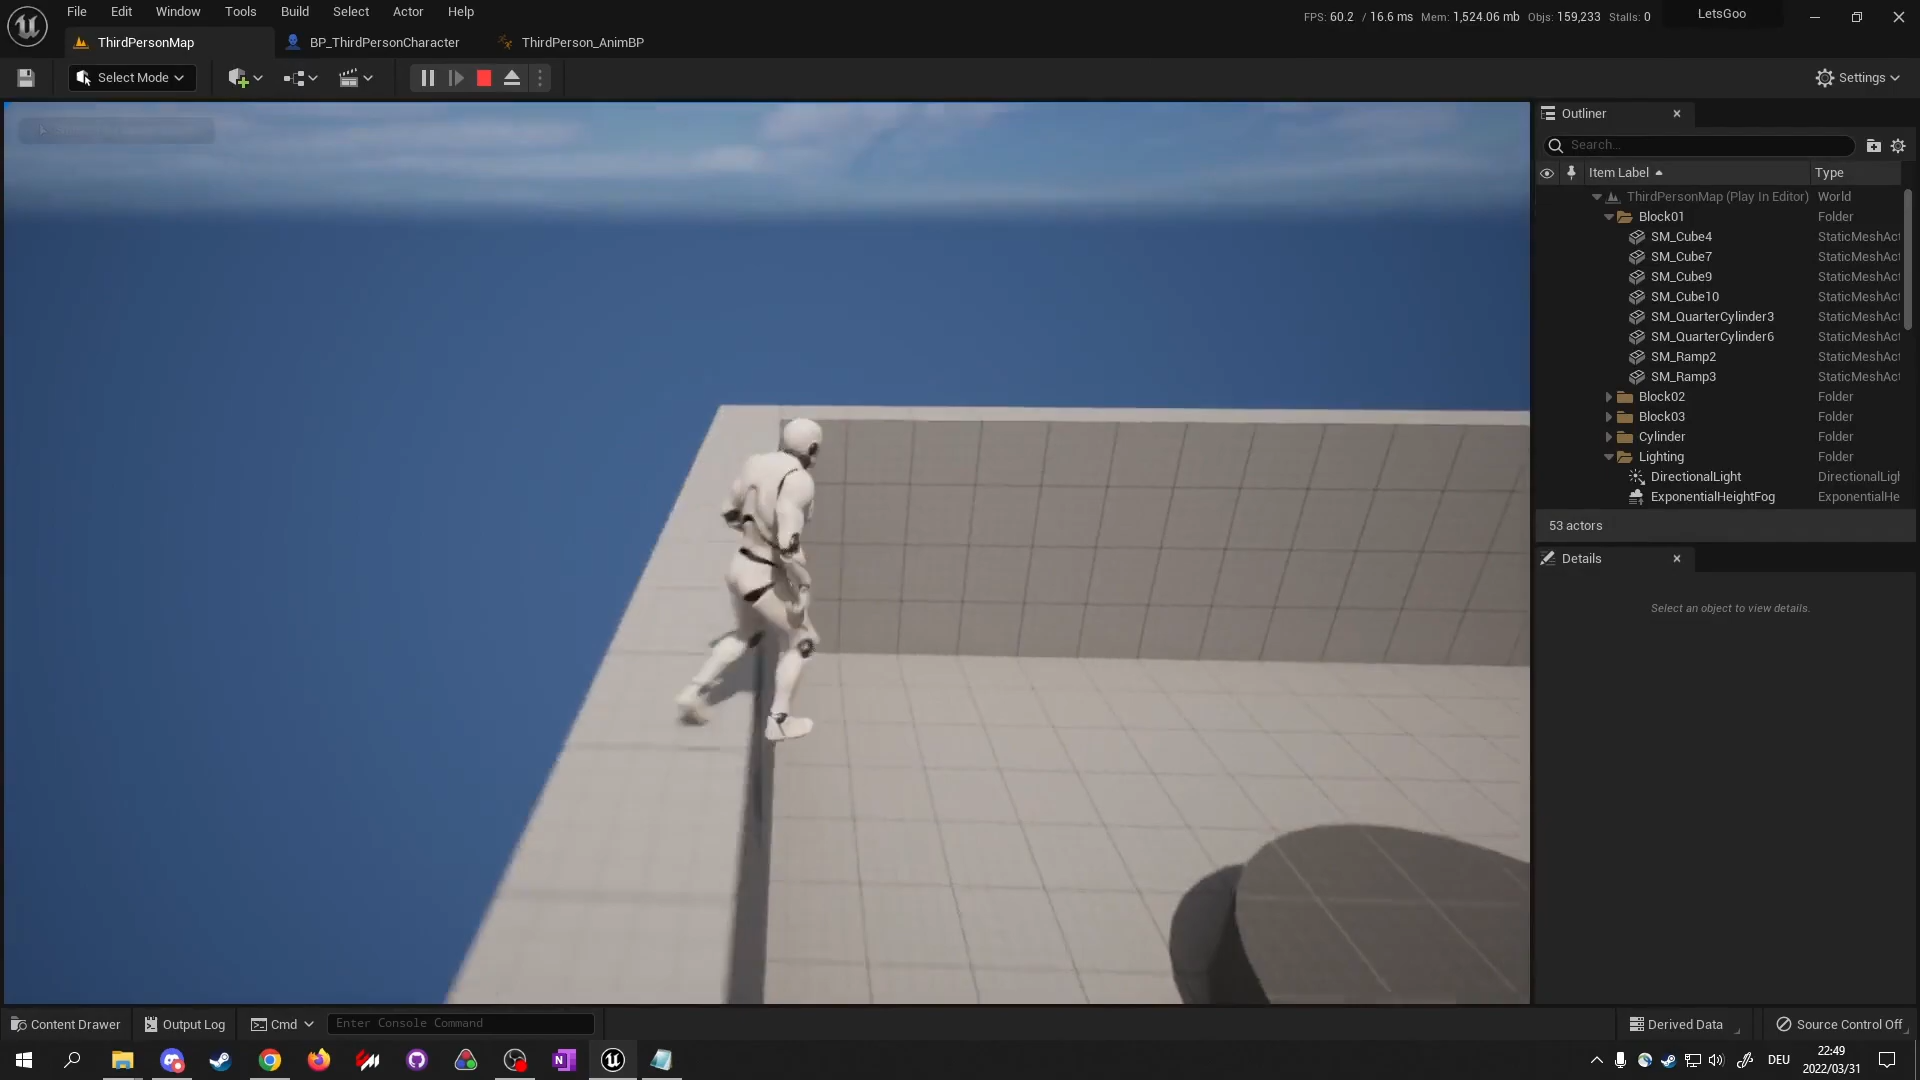 File Edit Window Tools Build Select Actor Help
FPS: 60.2 / 16.6 ms Mem: 1,524.06 mb Objs: 159,233 Stalls: 0
LetsGoo
ThirdPersonMap
BP_ThirdPersonCharacter
ThirdPerson_AnimBP
Select Mode
Settings
Outliner
Search...
Item Label Type
ThirdPersonMap (Play In Editor) World
Block01 Folder
SM_Cube4 StaticMeshAct
SM_Cube7 StaticMeshAct
SM_Cube9 StaticMeshAct
SM_Cube10 StaticMeshAct
SM_QuarterCylinder3 StaticMeshAct
SM_QuarterCylinder6 StaticMeshAct
SM_Ramp2 StaticMeshAct
SM_Ramp3 StaticMeshAct
Block02 Folder
Block03 Folder
Cylinder Folder
Lighting Folder
DirectionalLight DirectionalLigh
ExponentialHeightFog ExponentialHe
53 actors
Details
Select an object to view details.
Content Drawer
Output Log
Cmd
Enter Console Command
Derived Data
Source Control Off
DEU
22:49
2022/03/31